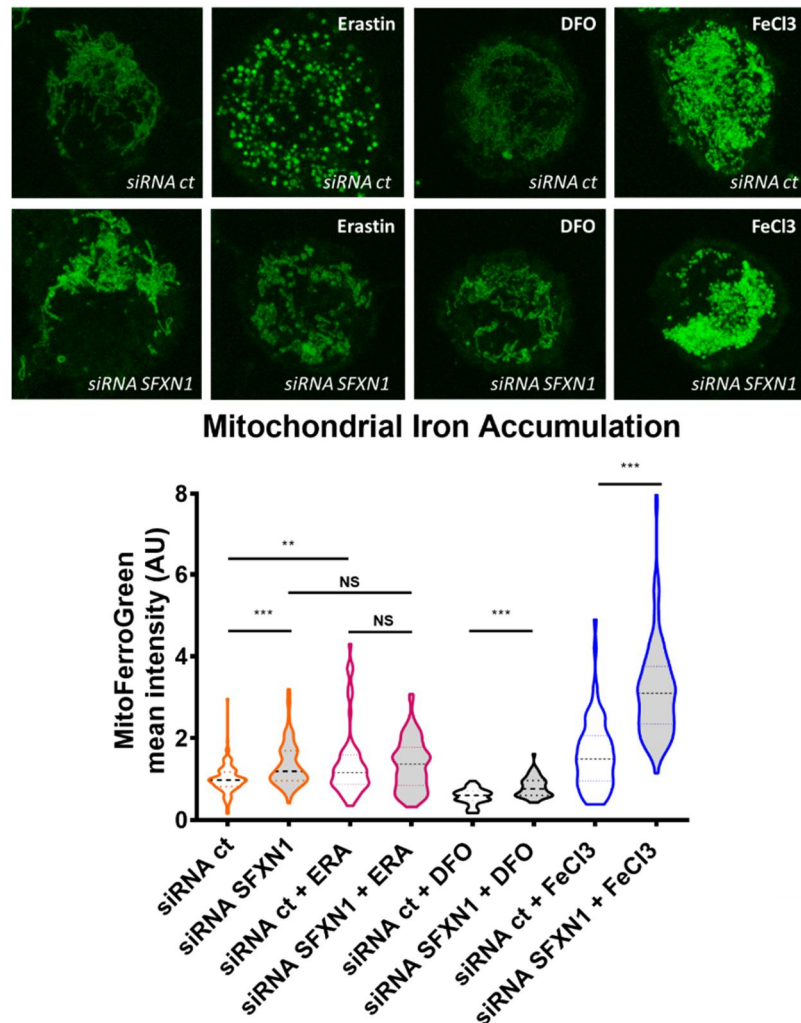 Erastin
DFO
FeCl3
siRNA ct
siRNA ct
siRNA ct
siRNA ct
Erastin
DFO
FeCl3
siRNA SFXN1
siRNA SFXN1
siRNA SFXN1
siRNA SFXN1
Mitochondrial Iron Accumulation
MitoFerroGreen
mean intensity (AU)
8
6
4
2
0
***
**
NS
***
NS
***
siRNA ct
siRNA SFXN1
siRNA ct + ERA
siRNA SFXN1 + ERA
siRNA ct + DFO
siRNA SFXN1 + DFO
siRNA ct + FeCl3
siRNA SFXN1 + FeCl3